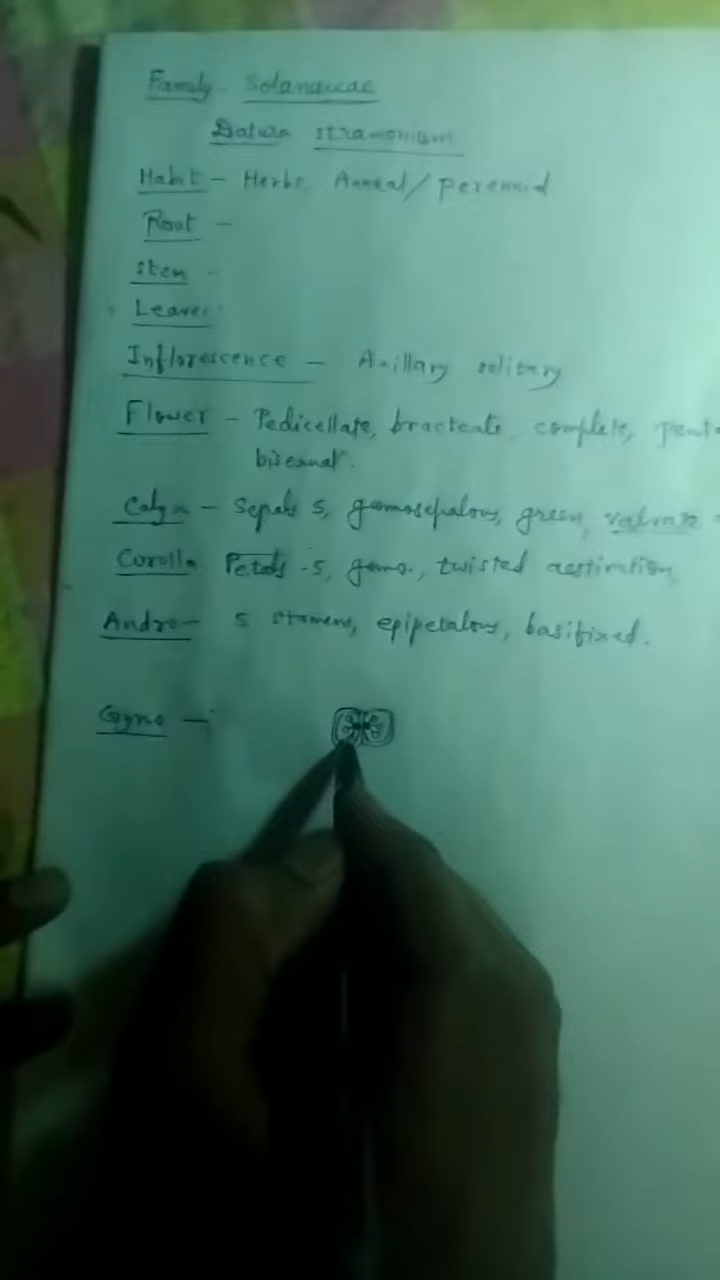 Family. Solanaceae
Datura stramonium
Habit - Herbs, Annual/perennid
Root -
Stem -
Leaves:
Inflorescence - Axillary solitary
Flower - Pedicellate, bracteate, complete, penta
bisexual.
Calyx - Sepals 5, gamosepalous, green, valvate
Corolla Petals - 5, gamo., twisted aestivation,
Andro - 5 stamens, epipetalous, basifixed.
Gyno -: